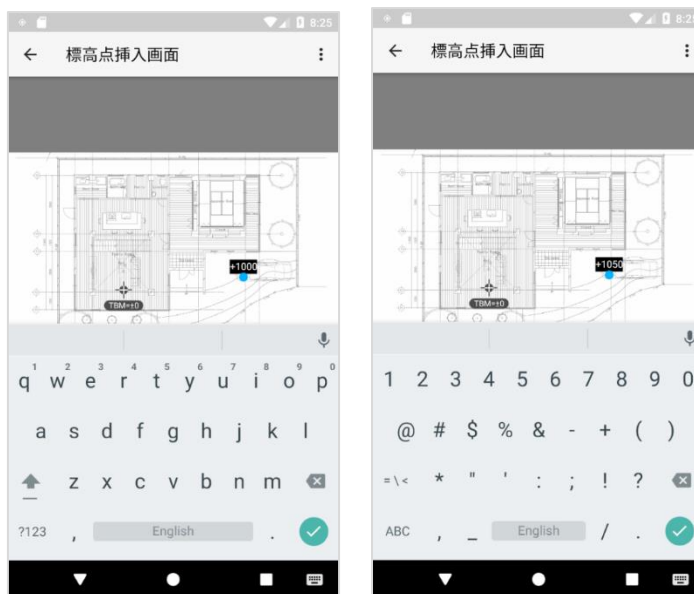 8:25
標高点挿入画面
+1000
TBM=±0
1 2 3 4 5 6 7 8 9 0
q w e r t y u i o p
a s d f g h j k l
z x c v b n m
?123 , English .
8:25
標高点挿入画面
+1050
TBM=±0
1 2 3 4 5 6 7 8 9 0
@ # $ % & - + ( )
= \ < * " ' : ; ! ?
ABC , _ English / .